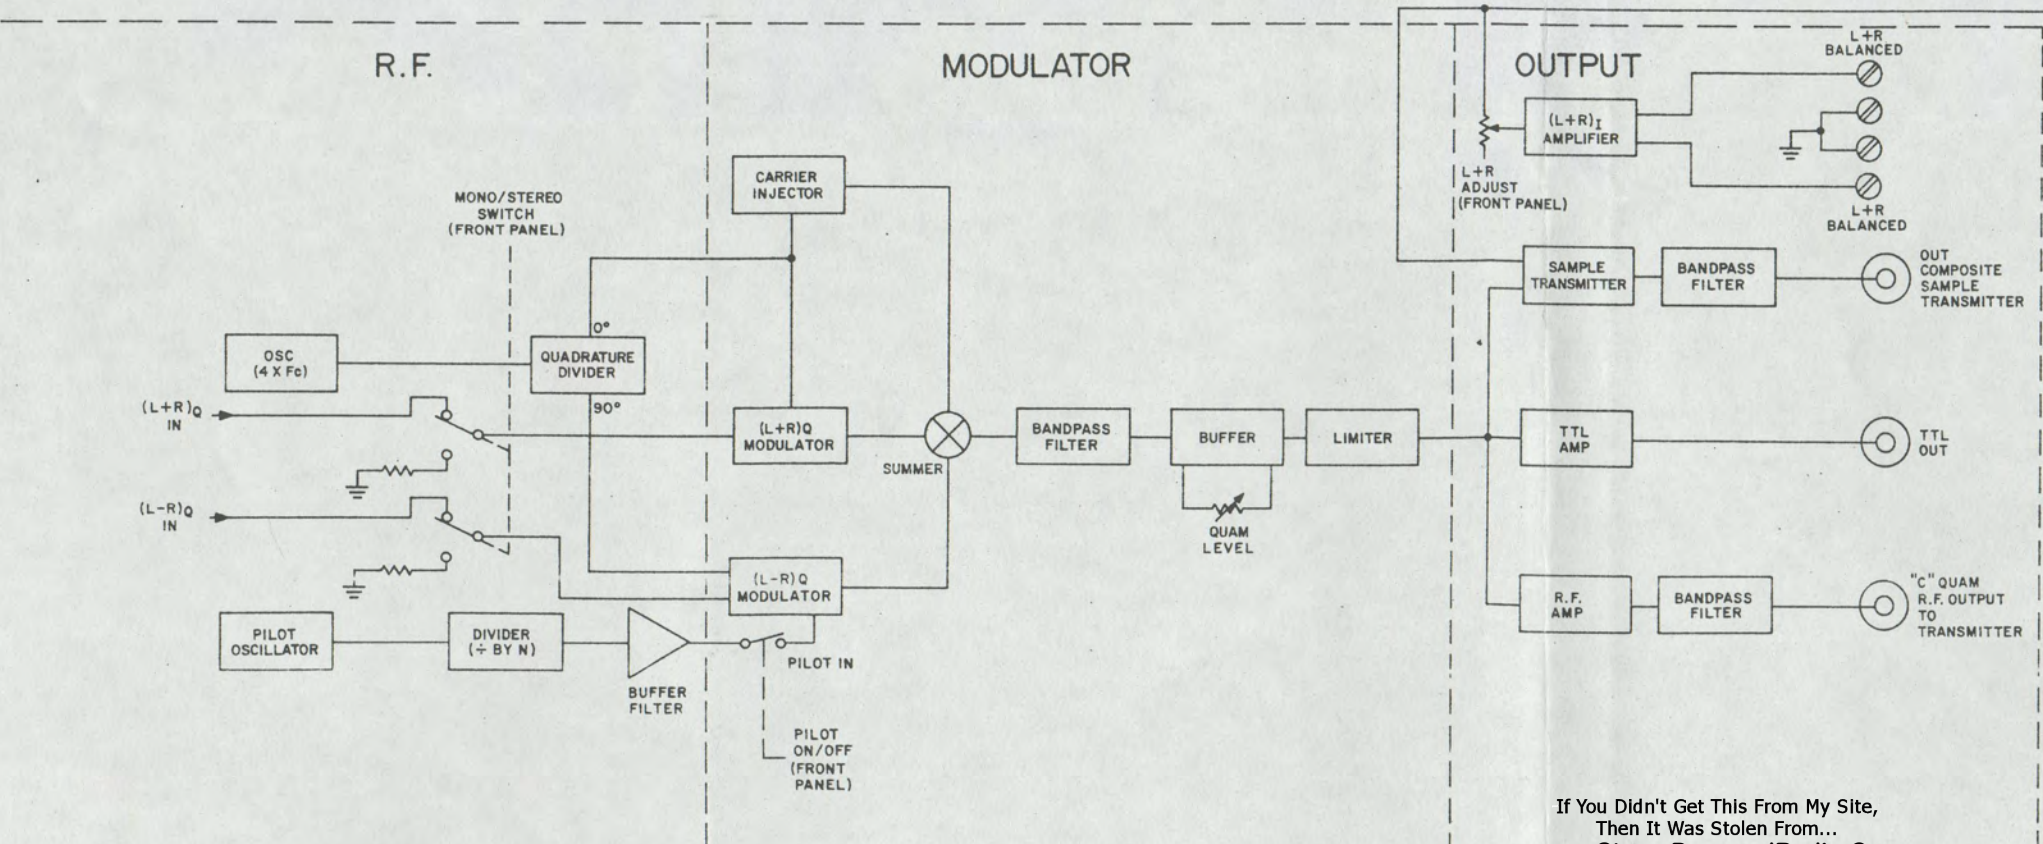 R.F.
MODULATOR
OUTPUT
L+R
BALANCED
(L+R)I
AMPLIFIER
L+R
ADJUST
(FRONT PANEL)
L+R
BALANCED
CARRIER
INJECTOR
MONO/STEREO
SWITCH
(FRONT PANEL)
SAMPLE
TRANSMITTER
BANDPASS
FILTER
OUT
COMPOSITE
SAMPLE
TRANSMITTER
OSC
(4 X Fc)
0°
QUADRATURE
DIVIDER
90°
(L+R)Q
IN
(L+R)Q
MODULATOR
SUMMER
BANDPASS
FILTER
BUFFER
LIMITER
TTL
AMP
TTL
OUT
(L-R)Q
IN
QUAM
LEVEL
(L-R)Q
MODULATOR
R.F.
AMP
BANDPASS
FILTER
"C" QUAM
R.F. OUTPUT
TO
TRANSMITTER
PILOT
OSCILLATOR
DIVIDER
(÷ BY N)
BUFFER
FILTER
PILOT IN
PILOT
ON/OFF
(FRONT
PANEL)
If You Didn't Get This From My Site,
Then It Was Stolen From...